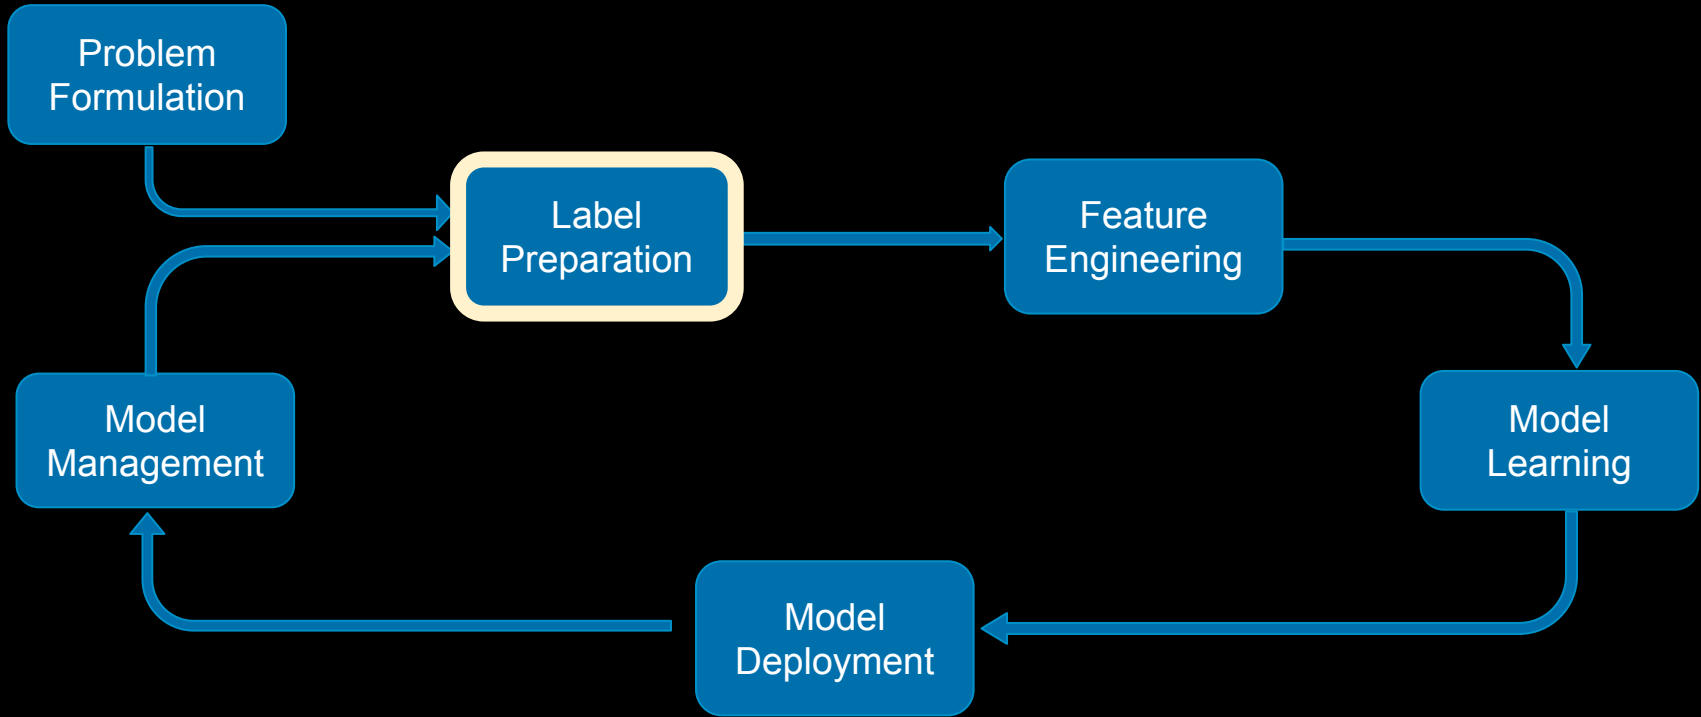 Problem
Formulation
Label
Preparation
Feature
Engineering
Model
Management
Model
Learning
Model
Deployment